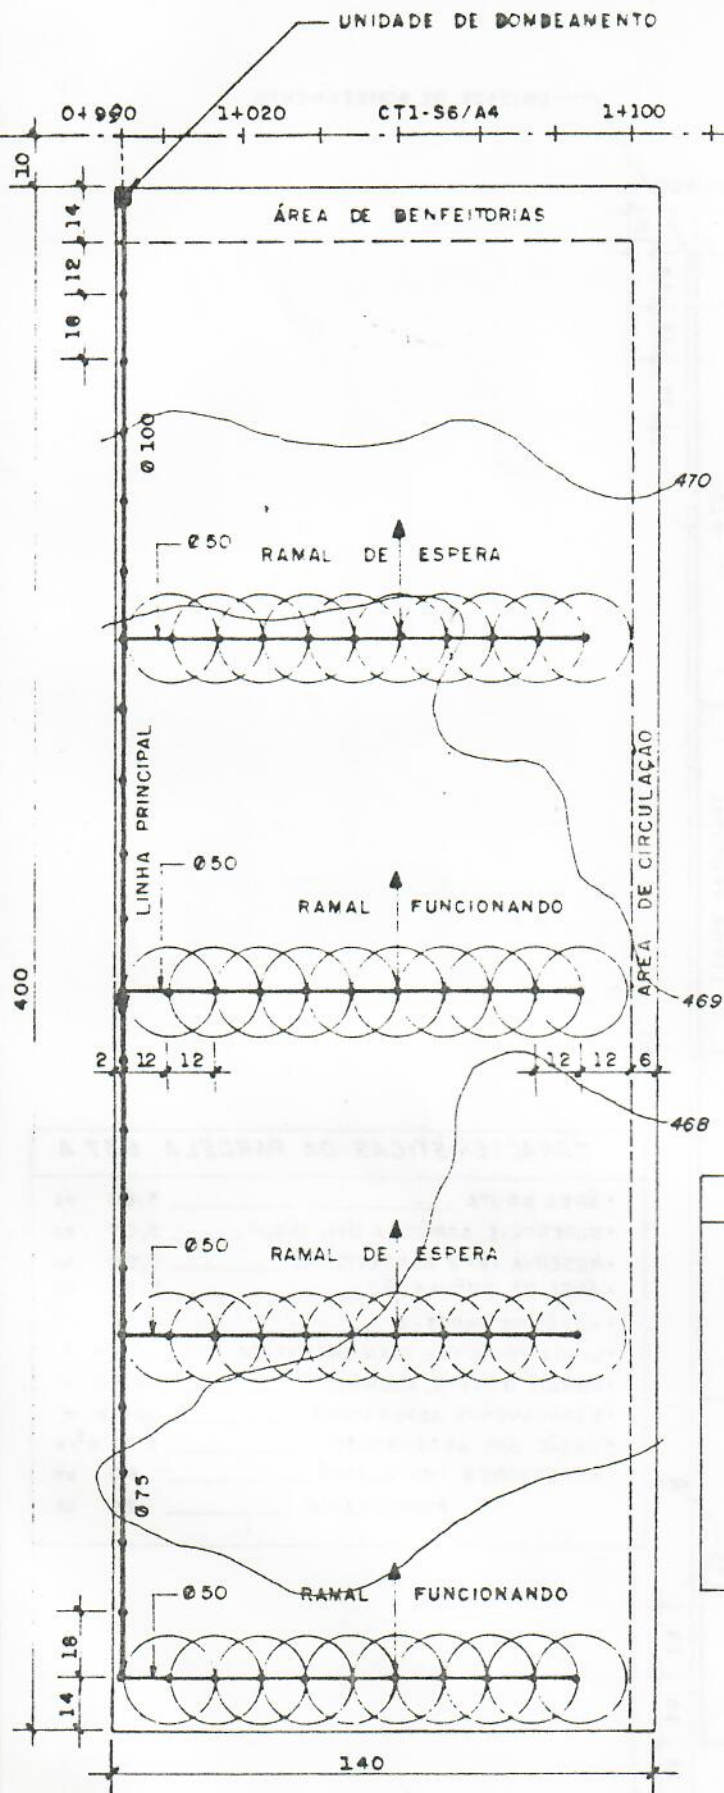 UNIDADE DE BOMBEAMENTO
0+990 1+020 CT1-S6/A4 1+100
10
14
ÁREA DE BENFEITORIAS
12
18
Ø100
470
Ø50
RAMAL DE ESPERA
LINHA PRINCIPAL
ÁREA DE CIRCULAÇÃO
Ø50
RAMAL FUNCIONANDO
400
469
2 12 12 12 12 6
468
Ø50
RAMAL DE ESPERA
Ø75
Ø50
RAMAL FUNCIONANDO
18
14
140